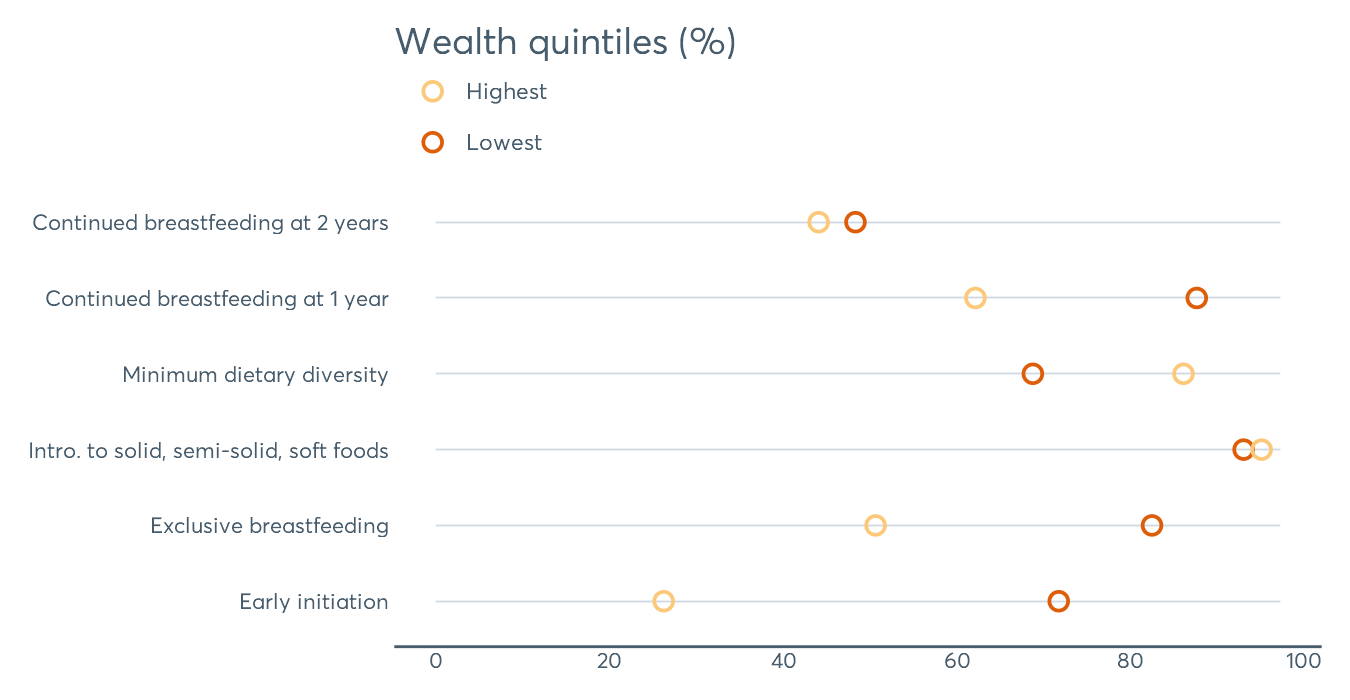 Wealth quintiles (%)
Highest
Lowest
Continued breastfeeding at 2 years
Continued breastfeeding at 1 year
Minimum dietary diversity
Intro. to solid, semi-solid, soft foods
Exclusive breastfeeding
Early initiation
0 20 40 60 80 100